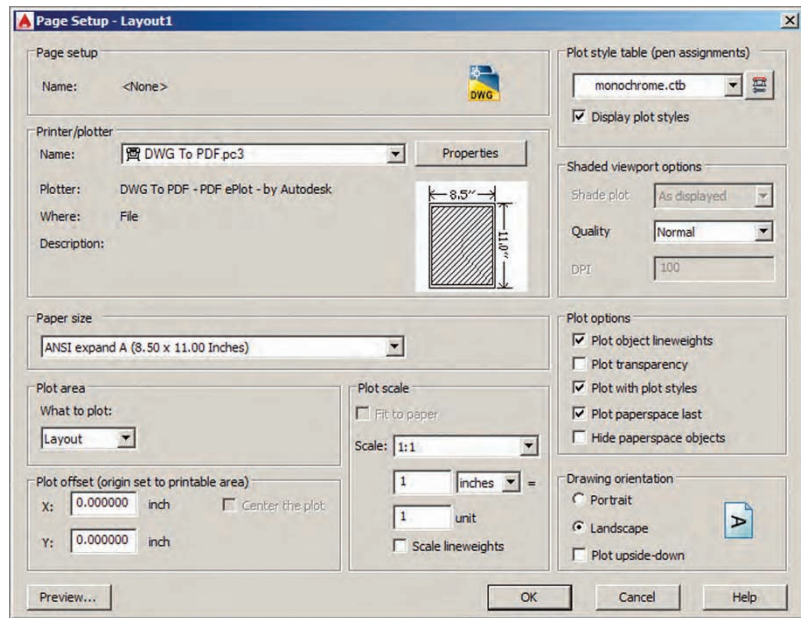 Page Setup - Layout1
Page setup
Name: <None>
DWG
Printer/plotter
Name: DWG To PDF.pc3 Properties
Plotter: DWG To PDF - PDF ePlot - by Autodesk
Where: File
Description:
8.5"
11.0"
Paper size
ANSI expand A (8.50 x 11.00 Inches)
Plot area
What to plot:
Layout
Plot offset (origin set to printable area)
X: 0.000000 inch Center the plot
Y: 0.000000 inch
Plot scale
Fit to paper
Scale: 1:1
1 inches =
1 unit
Scale lineweights
Plot style table (pen assignments)
monochrome.ctb
Display plot styles
Shaded viewport options
Shade plot As displayed
Quality Normal
DPI 100
Plot options
Plot object lineweights
Plot transparency
Plot with plot styles
Plot paperspace last
Hide paperspace objects
Drawing orientation
Portrait
Landscape
Plot upside-down
A
Preview... OK Cancel Help